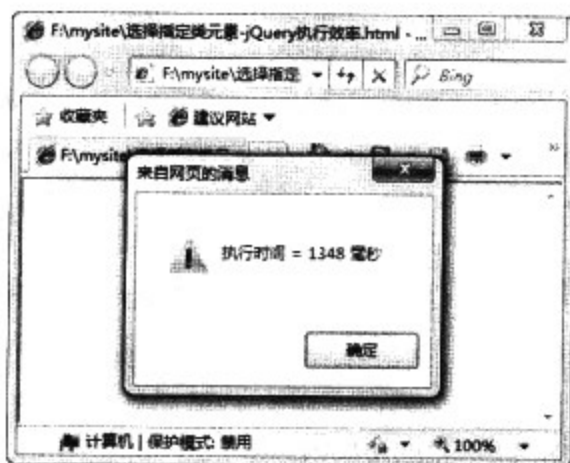 F:\mysite\选择指定类元素-jQuery执行效率.html - ...
F:\mysite\选择指定
Bing
收藏夹
建议网站
F:\mysite
来自网页的消息
执行时间 = 1348 毫秒
确定
计算机 | 保护模式: 禁用
100%